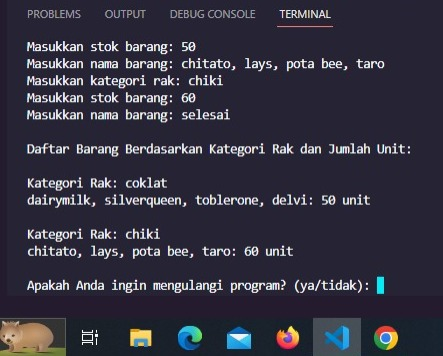 PROBLEMS OUTPUT DEBUG CONSOLE TERMINAL
Masukkan stok barang: 50
Masukkan nama barang: chitato, lays, pota bee, taro
Masukkan kategori rak: chiki
Masukkan stok barang: 60
Masukkan nama barang: selesai
Daftar Barang Berdasarkan Kategori Rak dan Jumlah Unit:
Kategori Rak: coklat
dairymilk, silverqueen, toblerone, delvi: 50 unit
Kategori Rak: chiki
chitato, lays, pota bee, taro: 60 unit
Apakah Anda ingin mengulangi program? (ya/tidak):